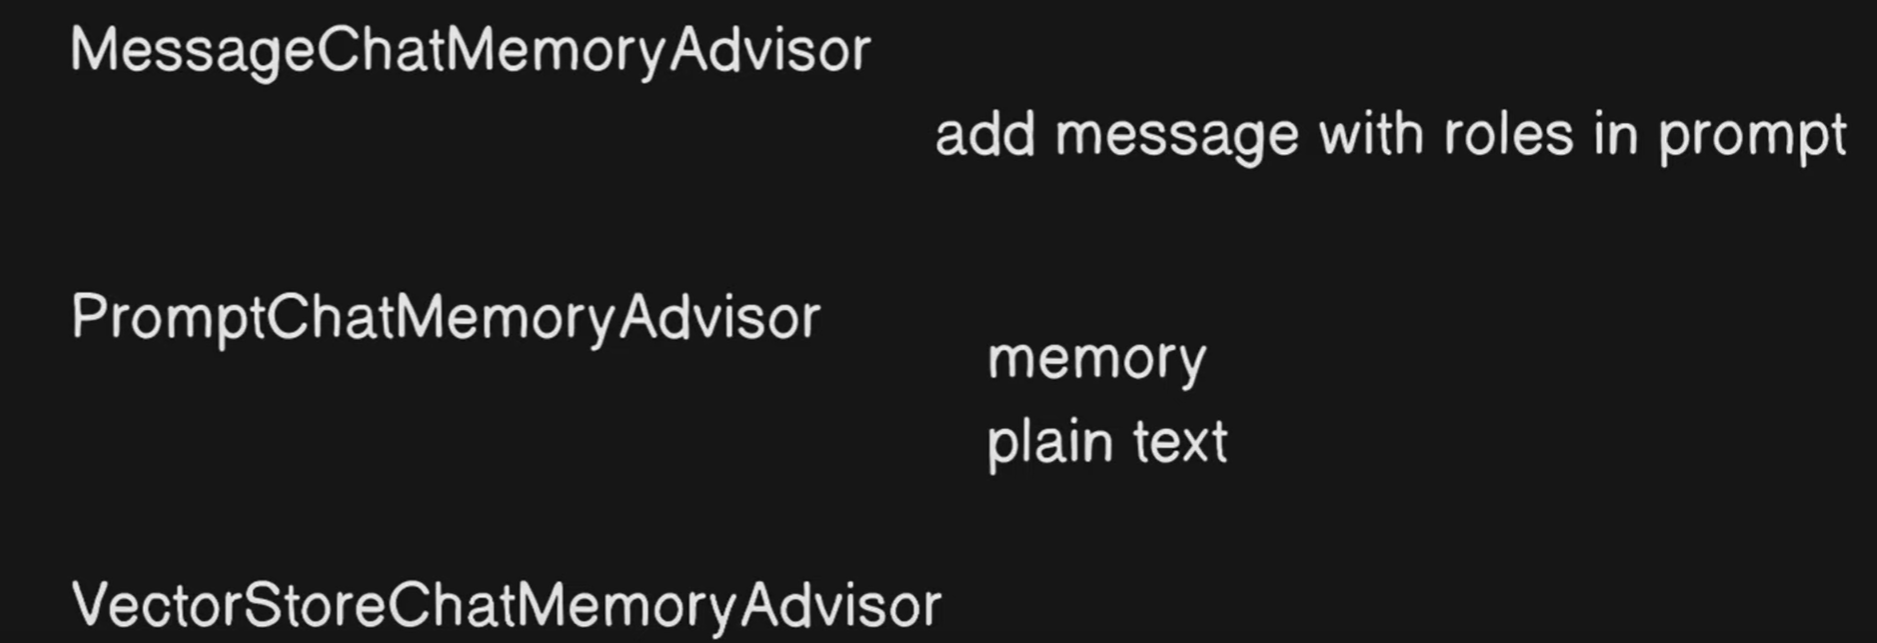 MessageChatMemoryAdvisor
add message with roles in prompt
PromptChatMemoryAdvisor
memory
plain text
VectorStoreChatMemoryAdvisor